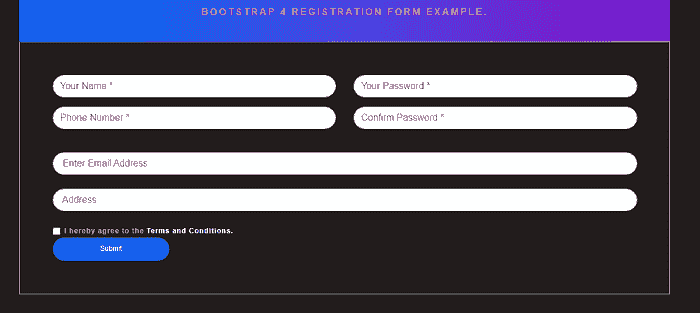 BOOTSTRAP 4 REGISTRATION FORM EXAMPLE.
Your Name * Your Password *
Phone Number * Confirm Password *
Enter Email Address
Address
I hereby agree to the Terms and Conditions.
Submit